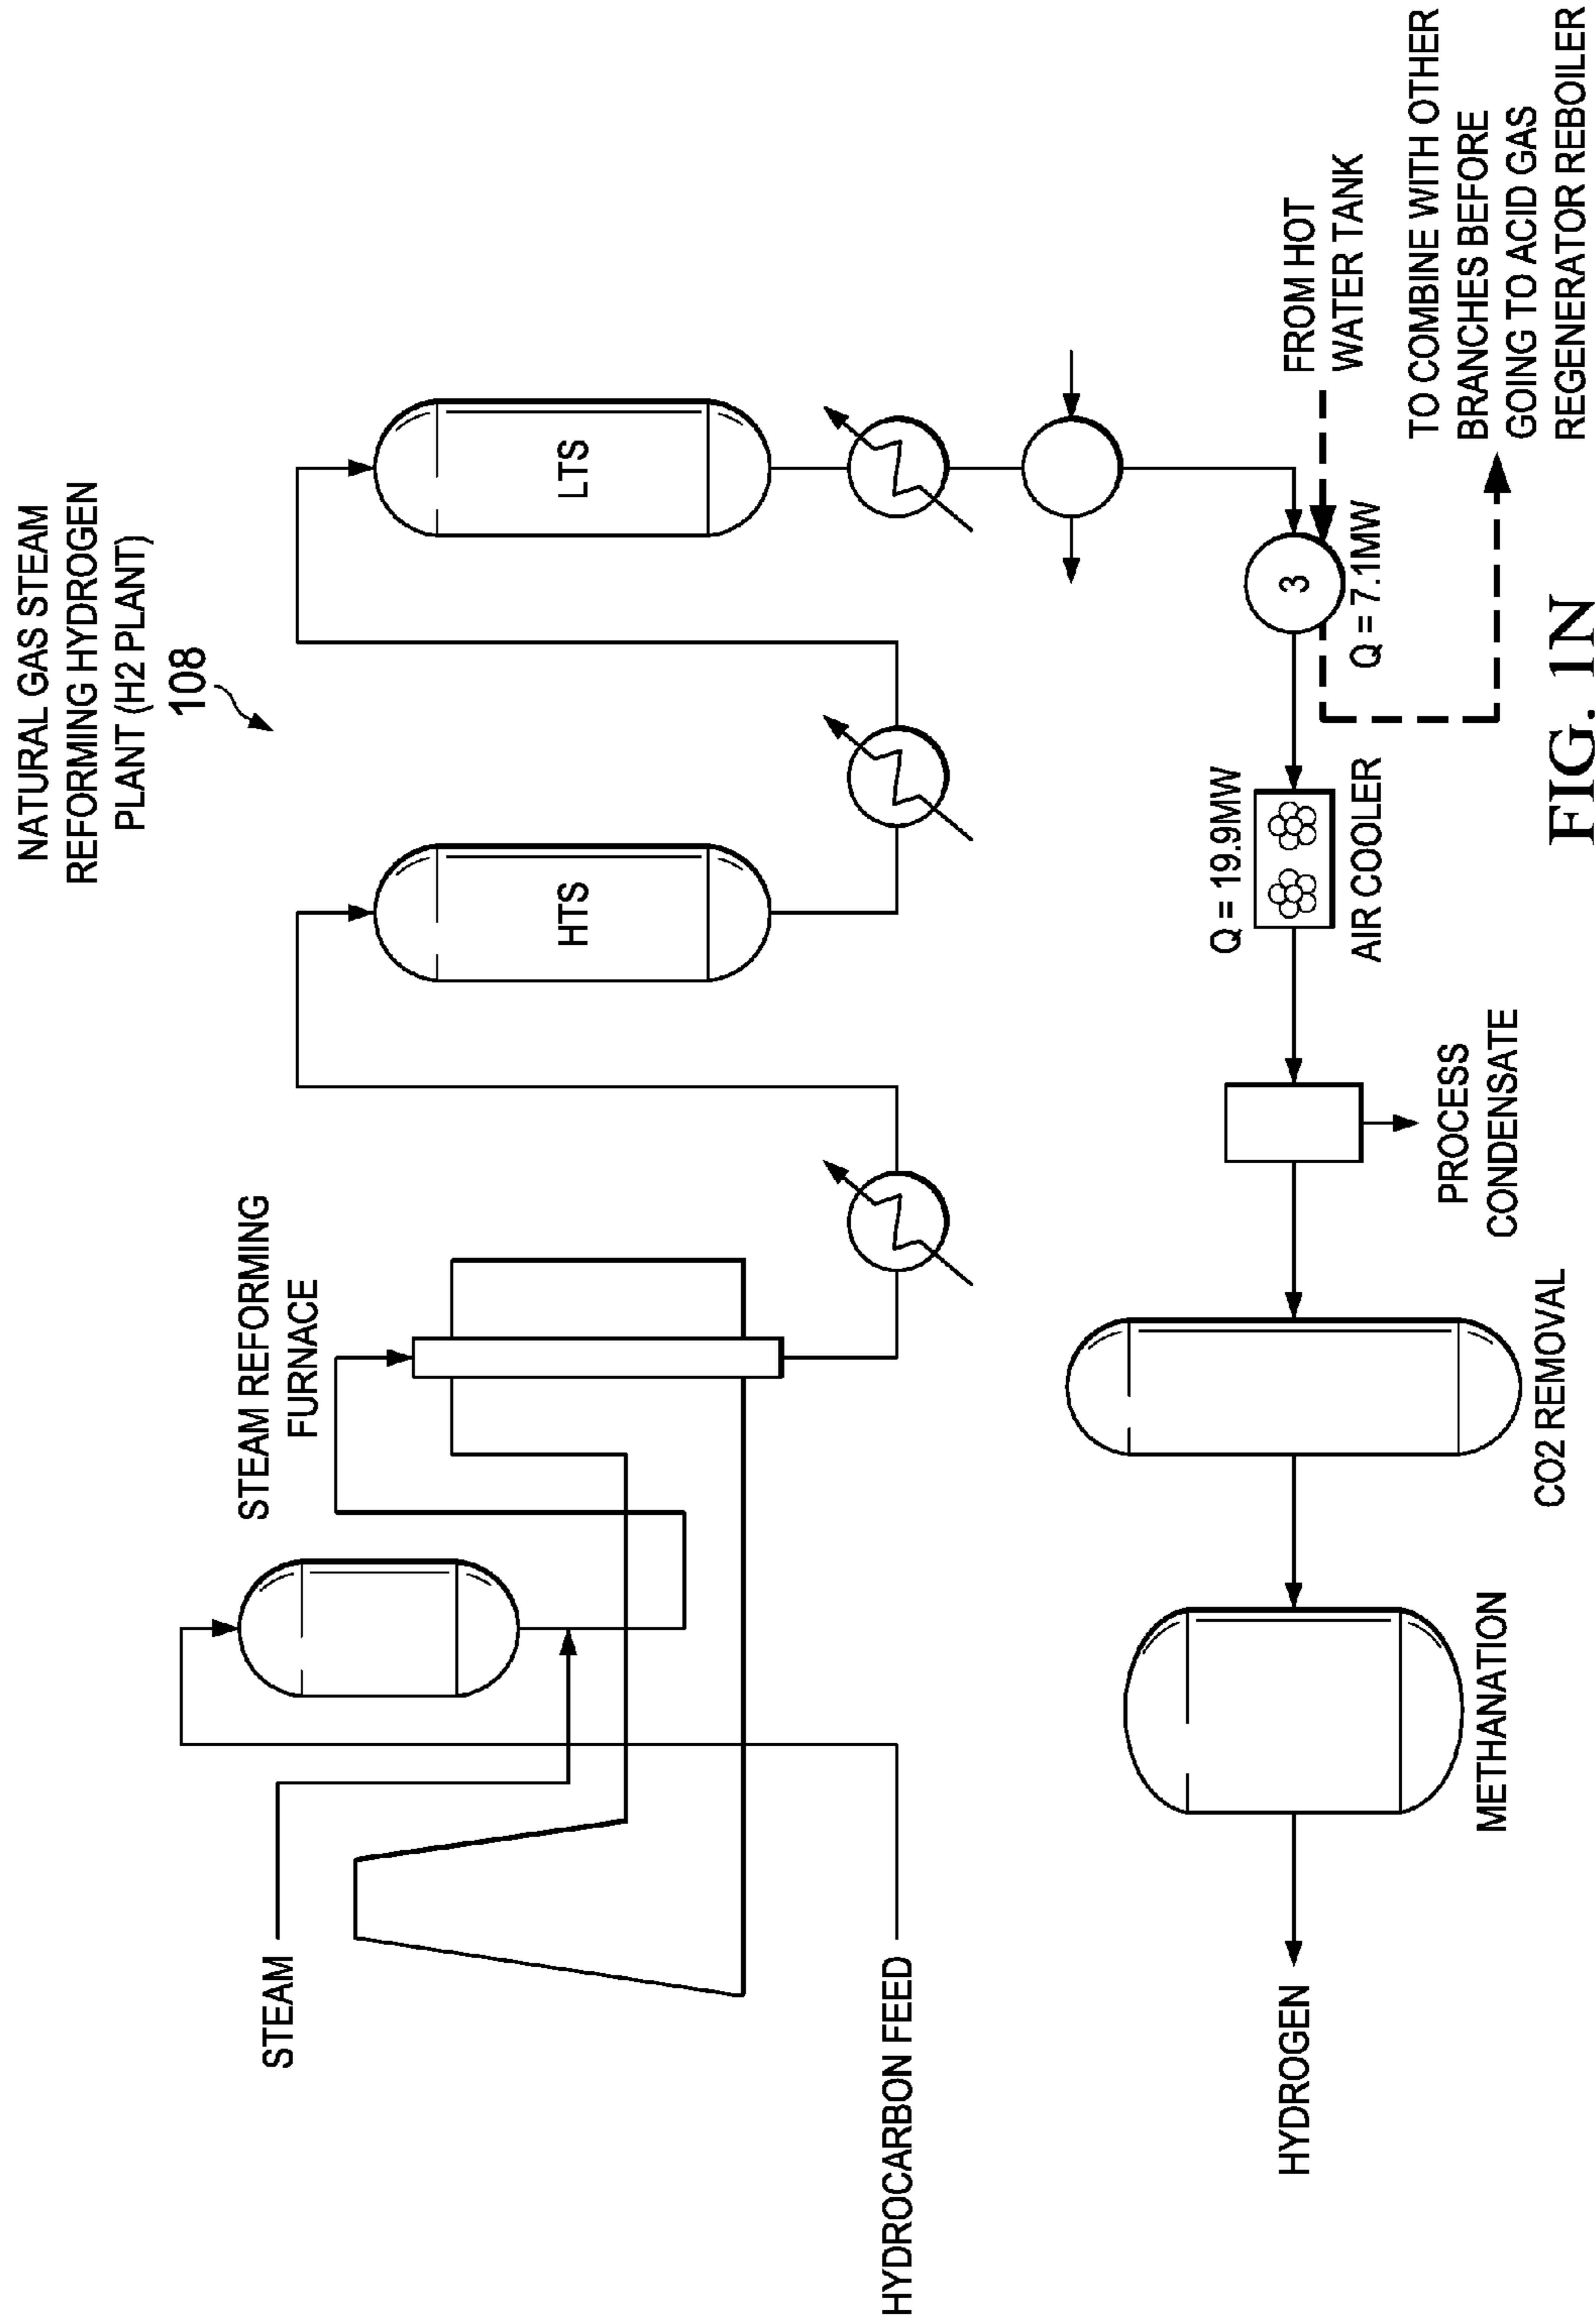 NATURAL GAS STEAM
REFORMING HYDROGEN
PLANT (H2 PLANT)
108
STEAM
STEAM REFORMING
FURNACE
HTS
LTS
HYDROCARBON FEED
FROM HOT
WATER TANK
3
Q = 7.1MW
Q = 19.9MW
AIR COOLER
TO COMBINE WITH OTHER
BRANCHES BEFORE
GOING TO ACID GAS
REGENERATOR REBOILER
PROCESS
CONDENSATE
CO2 REMOVAL
METHANATION
HYDROGEN
FIG. 1N